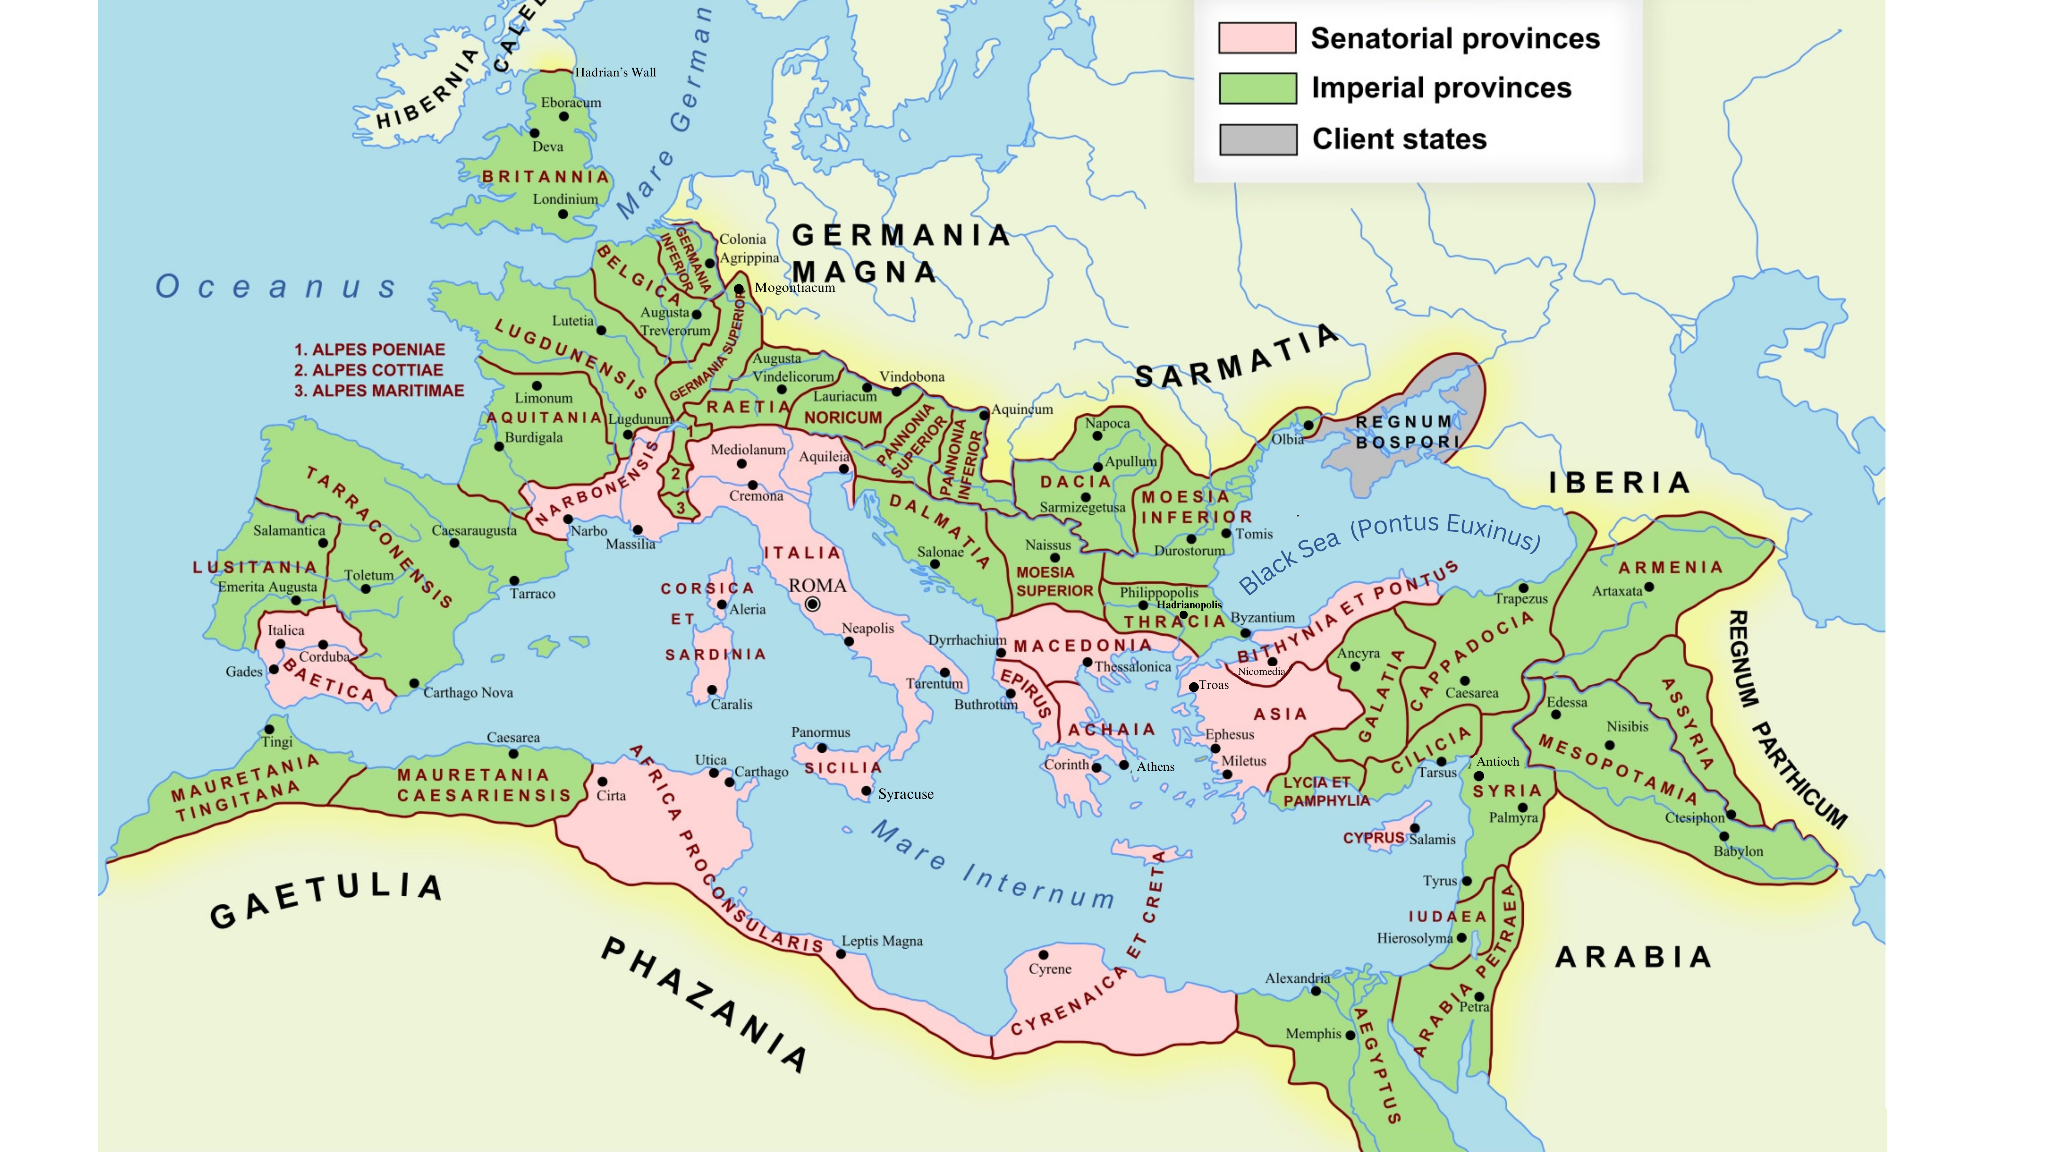 Senatorial provinces
Imperial provinces
Client states
HIBERNIA
Hadrian's Wall
Eboracum
Deva
BRITANNIA
Londinium
Oceanus
GERMANIA
MAGNA
Colonia
Agrippina
GERMANIA
INFERIOR
BELGICA
Mogontiacum
Augusta
Treverorum
Lutetia
LUGDUNENSIS
GERMANIA SUPERIOR
1. ALPES POENIAE
2. ALPES COTTIAE
3. ALPES MARITIMAE
Limonum
AQUITANIA
Burdigala
Lugdunum
Augusta
Vindelicorum
RAETIA
Lauriacum
NORICUM
Vindobona
PANNONIA
SUPERIOR
PANNONIA
INFERIOR
Aquincum
SARMATIA
REGNUM
BOSPORI
Olbia
Napoca
Apullum
DACIA
Sarmizegetusa
MOESIA
INFERIOR
Tomis
Durostorum
Black Sea (Pontus Euxinus)
IBERIA
1
2
3
NARBONENSIS
Narbo
Massilia
Mediolanum
Aquileia
Cremona
ITALIA
ROMA
Neapolis
Tarentum
DALMATIA
Salonae
Naissus
MOESIA
SUPERIOR
Philippopolis
Hadrianopolis
THRACIA
Byzantium
TARRACONENSIS
Salamantica
Caesaraugusta
LUSITANIA
Emerita Augusta
Toletum
Tarraco
Italica
Corduba
Gades
BAETICA
Carthago Nova
CORSICA
ET
SARDINIA
Aleria
Caralis
Dyrrhachium
MACEDONIA
Thessalonica
EPIRUS
Buthrotum
ACHAIA
Corinth
Athens
BITHYNIA ET PONTUS
Nicomedia
Troas
ASIA
Ephesus
Miletus
Ancyra
GALATIA
CAPPADOCIA
Caesarea
Trapezus
ARMENIA
Artaxata
LYCIA ET
PAMPHYLIA
CILICIA
Tarsus
Antioch
SYRIA
Palmyra
CYPRUS
Salamis
Edessa
Nisibis
MESOPOTAMIA
ASSYRIA
Ctesiphon
Babylon
REGNUM PARTHICUM
Tingi
MAURETANIA
TINGITANA
Caesarea
MAURETANIA
CAESARIENSIS
Cirta
Utica
Carthago
AFRICA PROCONSULARIS
Panormus
SICILIA
Syracuse
Mare Internum
GAETULIA
PHAZANIA
Leptis Magna
Cyrene
CYRENAICA ET CRETA
Tyrus
IUDAEA
Hierosolyma
ARABIA PETRAEA
Petra
ARABIA
Alexandria
Memphis
AEGYPTUS